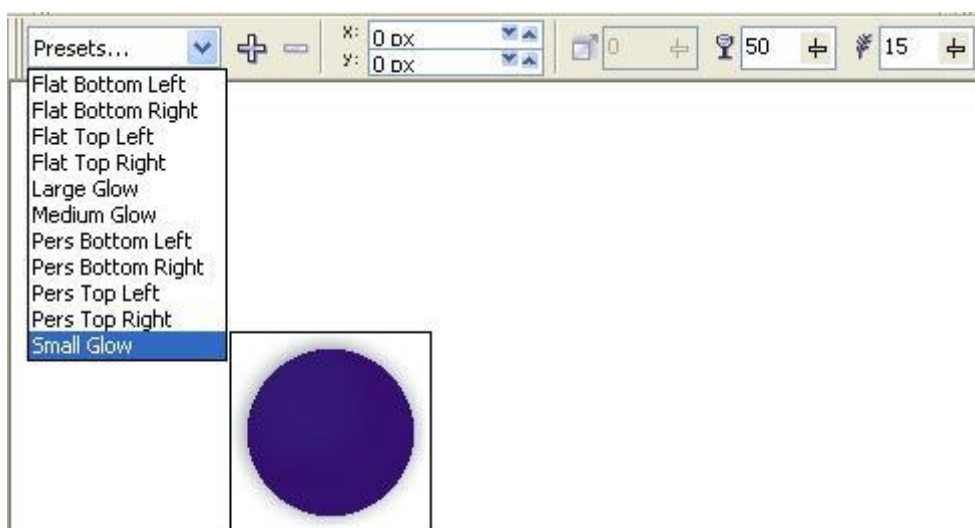 Presets... x: 0 px 0 50 15
y: 0 px
Flat Bottom Left
Flat Bottom Right
Flat Top Left
Flat Top Right
Large Glow
Medium Glow
Pers Bottom Left
Pers Bottom Right
Pers Top Left
Pers Top Right
Small Glow